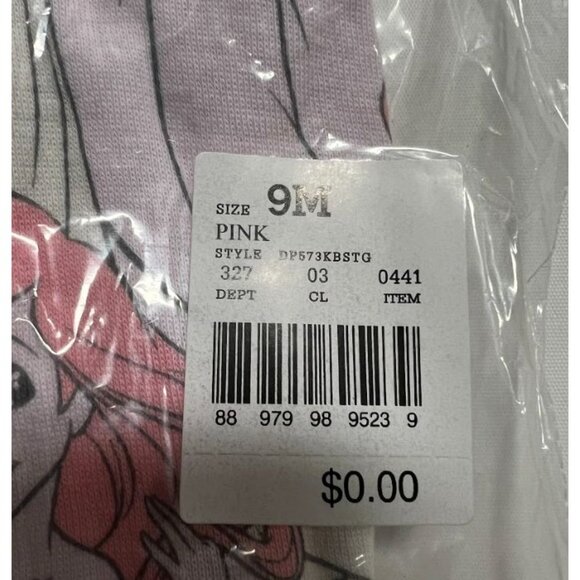 SIZE 9M
PINK
STYLE DP573KBSTG
327 03 0441
DEPT CL ITEM
88 979 98 9523 9
$0.00